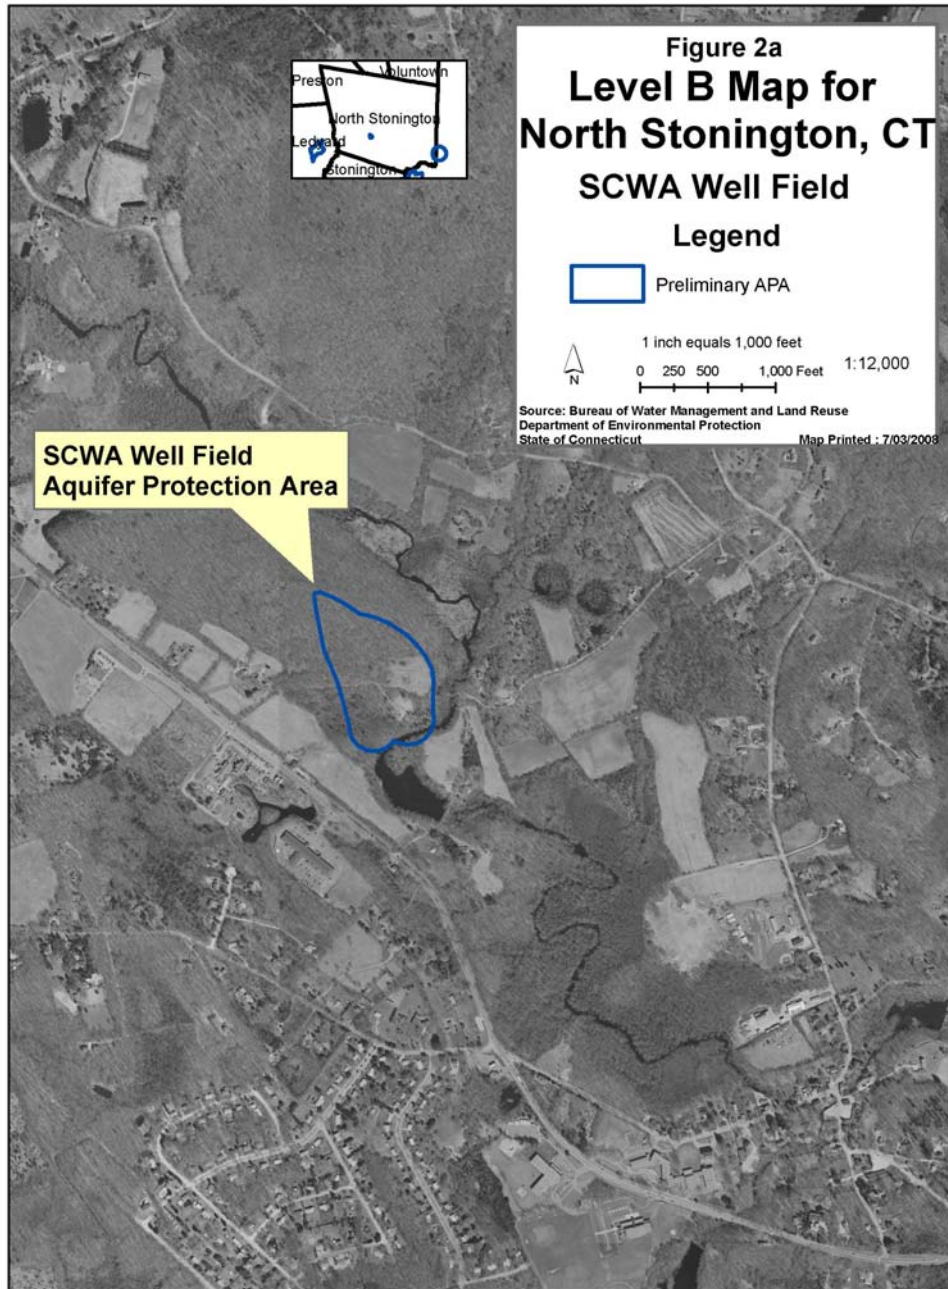 Figure 2a
Level B Map for
North Stonington, CT
SCWA Well Field
Legend
Preliminary APA
1 inch equals 1,000 feet
0 250 500 1,000 Feet
1:12,000
N
Source: Bureau of Water Management and Land Reuse
Department of Environmental Protection
State of Connecticut
Map Printed : 7/03/2008
Preston
Voluntown
North Stonington
Ledyard
Stonington
SCWA Well Field
Aquifer Protection Area